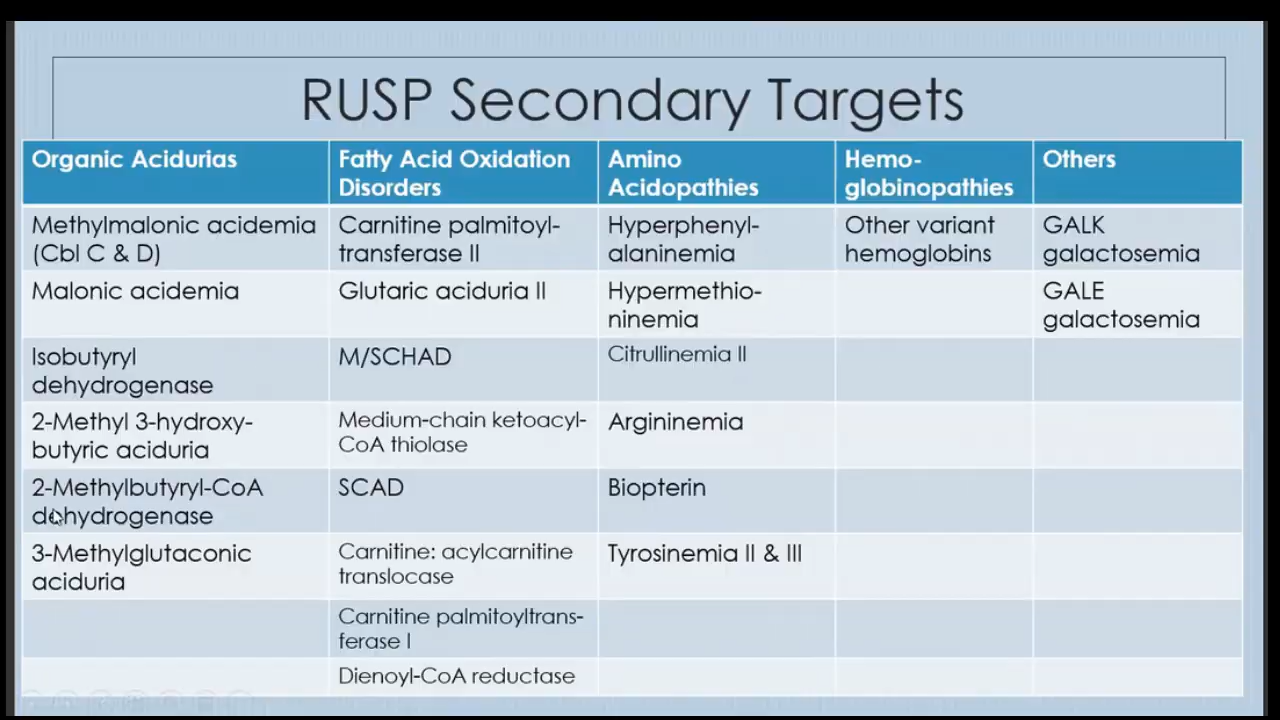 RUSP Secondary Targets
Organic Acidurias
Fatty Acid Oxidation
Disorders
Amino
Acidopathies
Hemo-
globinopathies
Others
Methylmalonic acidemia
(Cbl C & D)
Carnitine palmitoyl-
transferase II
Hyperphenyl-
alaninemia
Other variant
hemoglobins
GALK
galactosemia
Malonic acidemia
Glutaric aciduria II
Hypermethio-
ninemia
GALE
galactosemia
Isobutyryl
dehydrogenase
M/SCHAD
Citrullinemia II
2-Methyl 3-hydroxy-
butyric aciduria
Medium-chain ketoacyl-
CoA thiolase
Argininemia
2-Methylbutyryl-CoA
dehydrogenase
SCAD
Biopterin
3-Methylglutaconic
aciduria
Carnitine: acylcarnitine
translocase
Tyrosinemia II & III
Carnitine palmitoyltrans-
ferase I
Dienoyl-CoA reductase